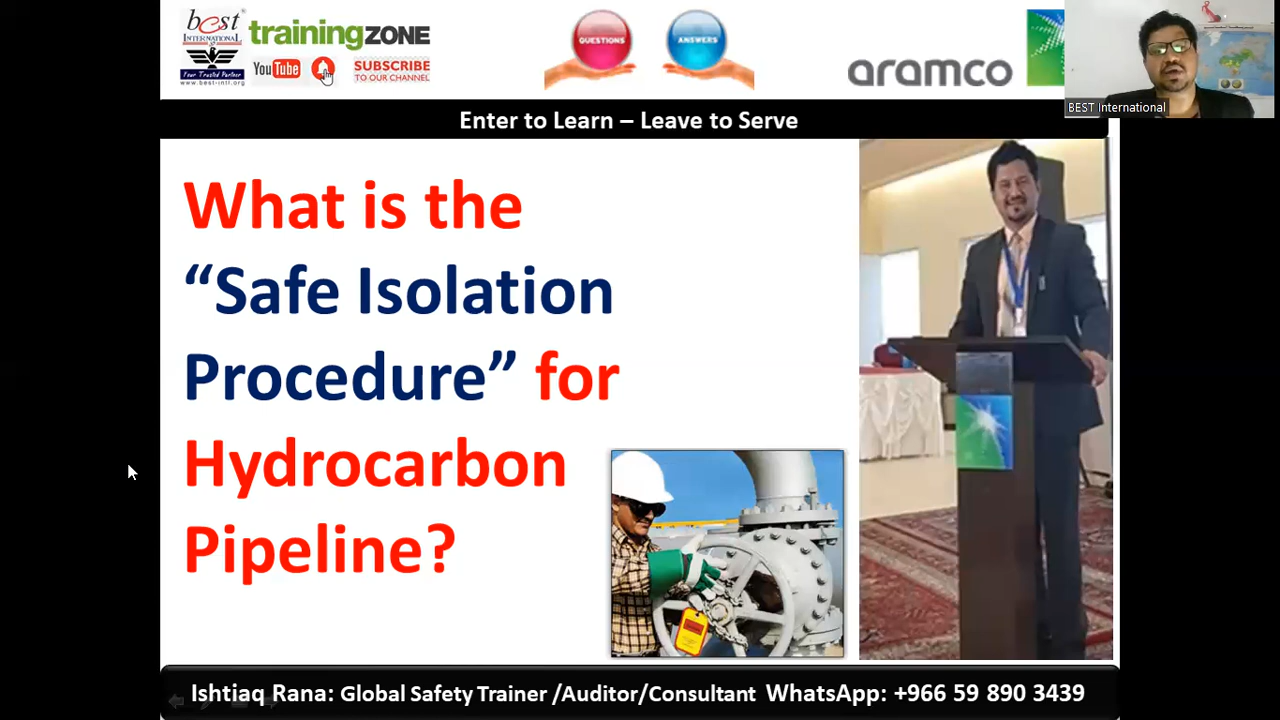 best
INTERNATIONAL
Your Trusted Partner
www.best-intl.org
trainingZONE
YouTube
SUBSCRIBE
TO OUR CHANNEL
QUESTIONS
ANSWERS
aramco
BEST International
Enter to Learn – Leave to Serve
What is the
“Safe Isolation
Procedure” for
Hydrocarbon
Pipeline?
Ishtiaq Rana: Global Safety Trainer /Auditor/Consultant WhatsApp: +966 59 890 3439